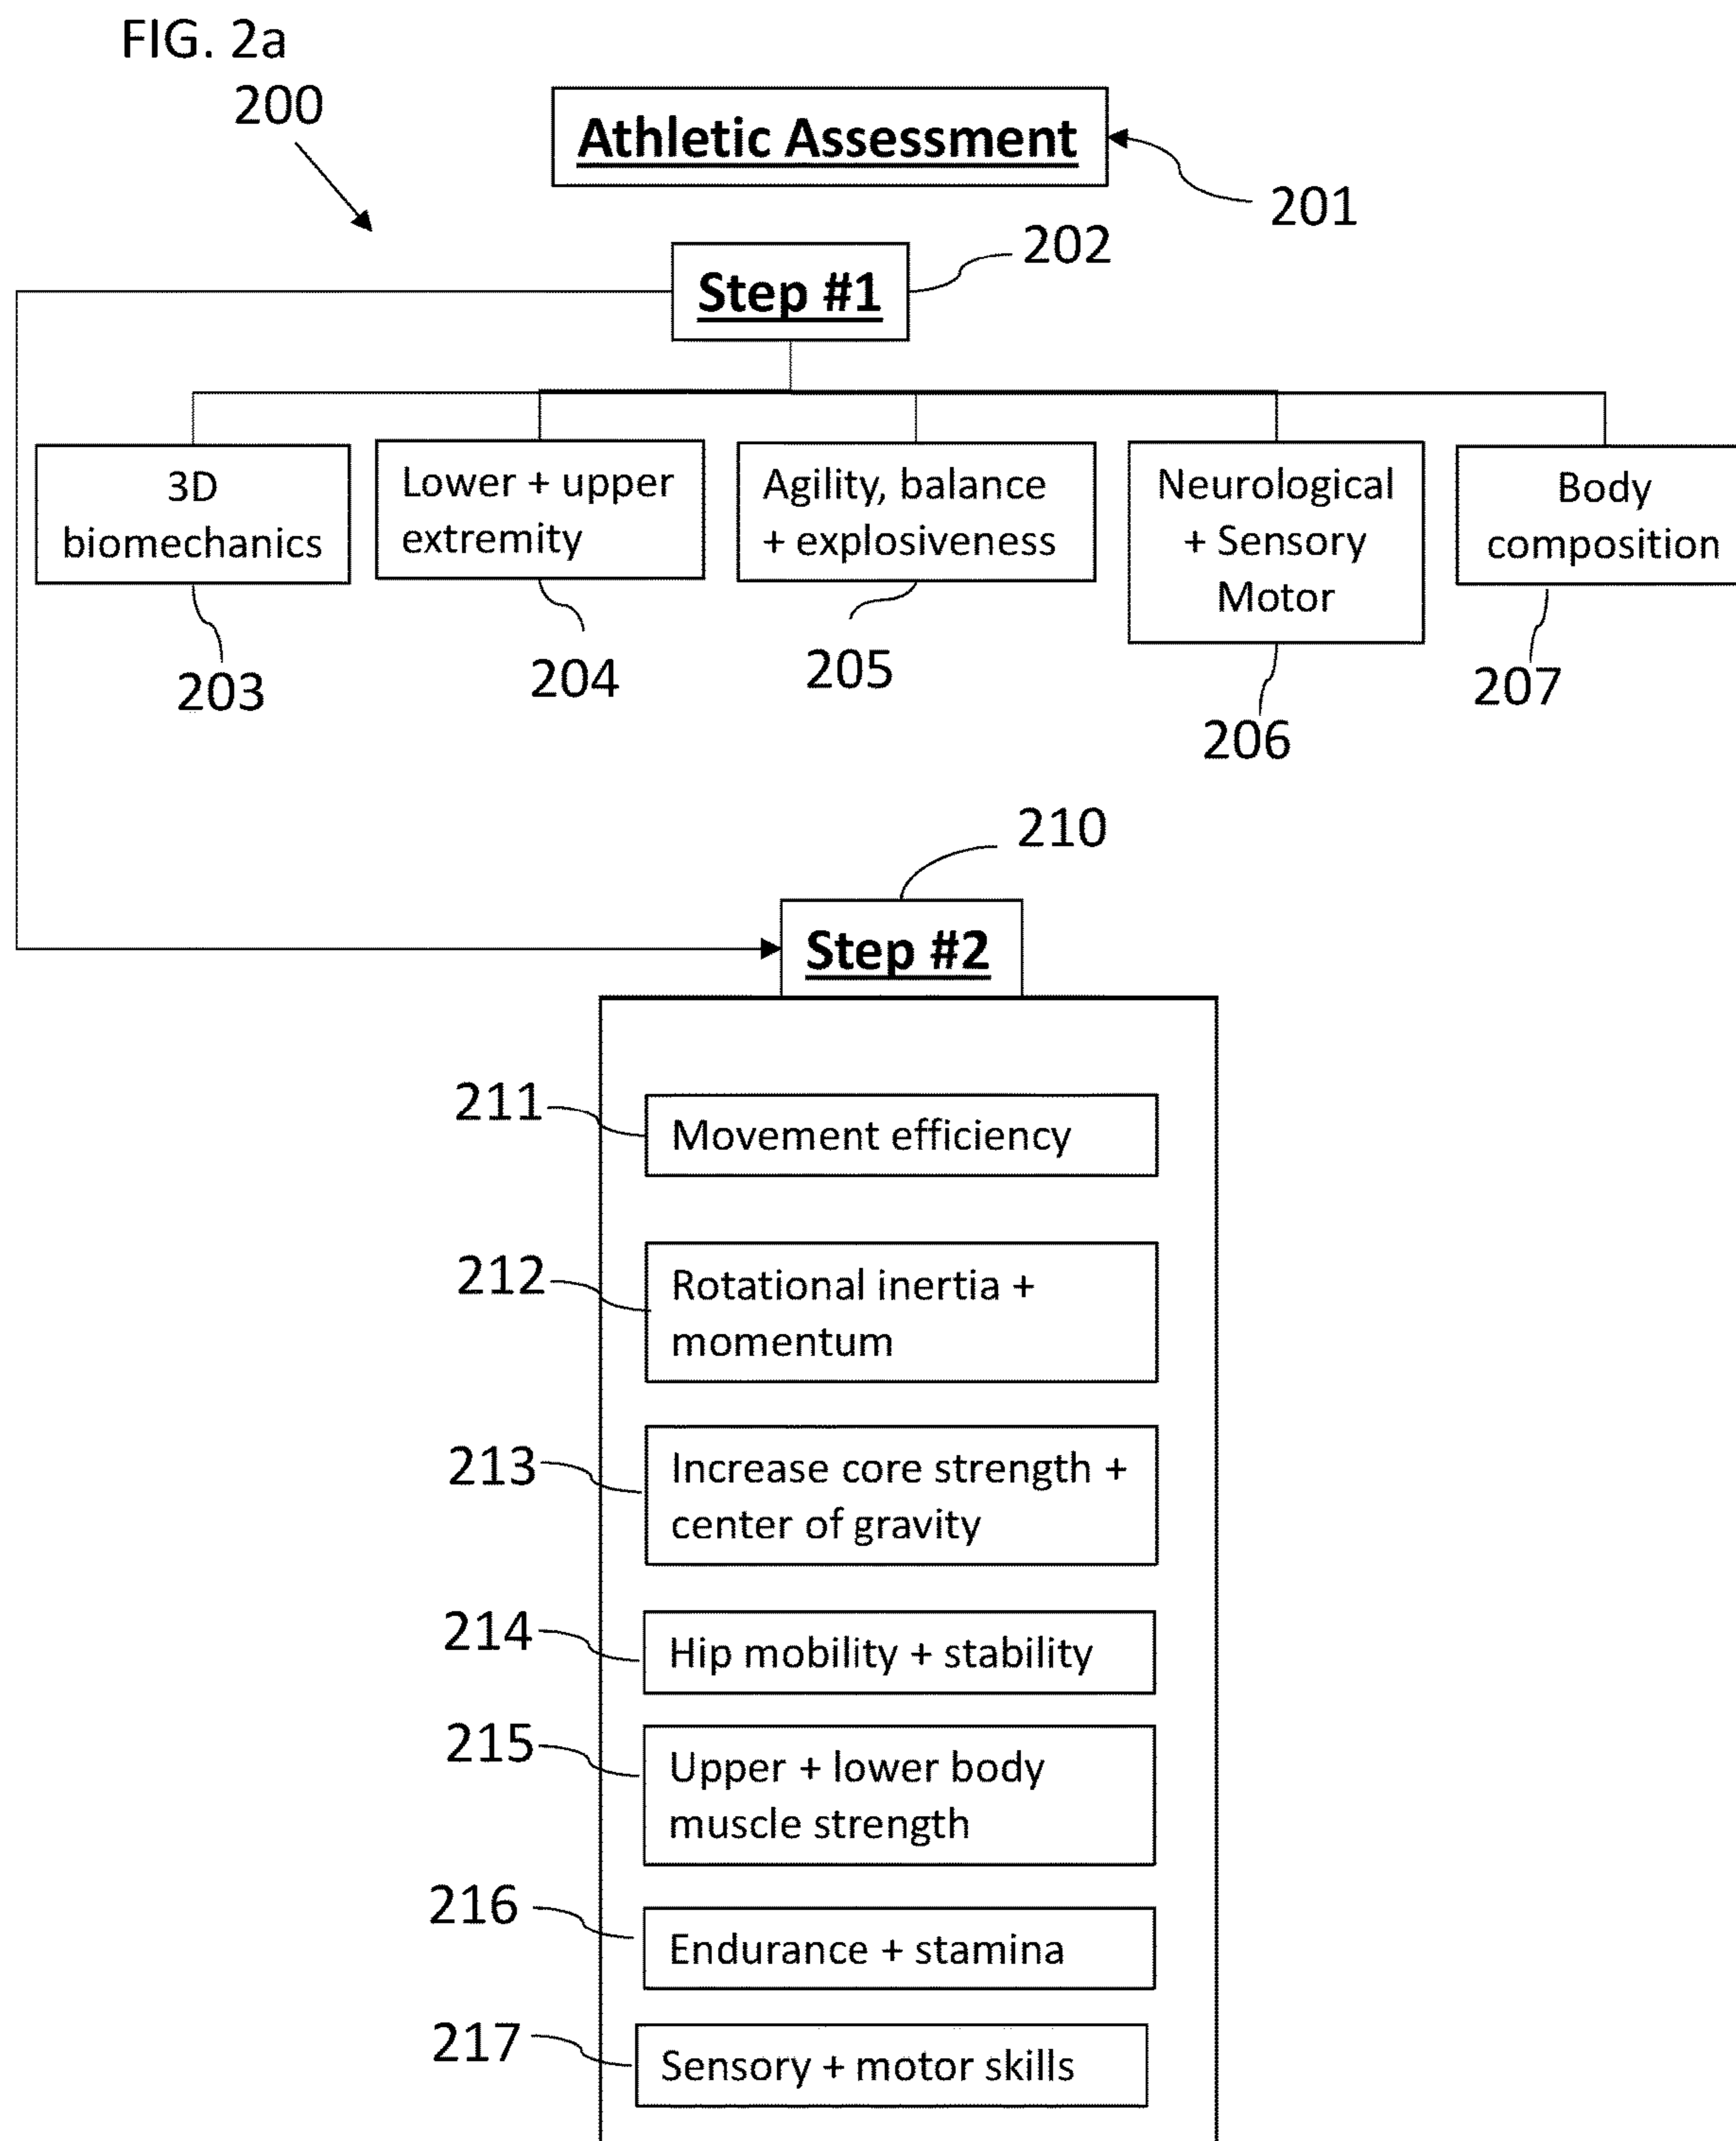 FIG. 2a
200
Athletic Assessment
201
202
Step #1
3D
biomechanics
Lower + upper
extremity
Agility, balance
+ explosiveness
Neurological
+ Sensory
Motor
Body
composition
203
204
205
206
207
210
Step #2
211
Movement efficiency
212
Rotational inertia +
momentum
213
Increase core strength +
center of gravity
214
Hip mobility + stability
215
Upper + lower body
muscle strength
216
Endurance + stamina
217
Sensory + motor skills